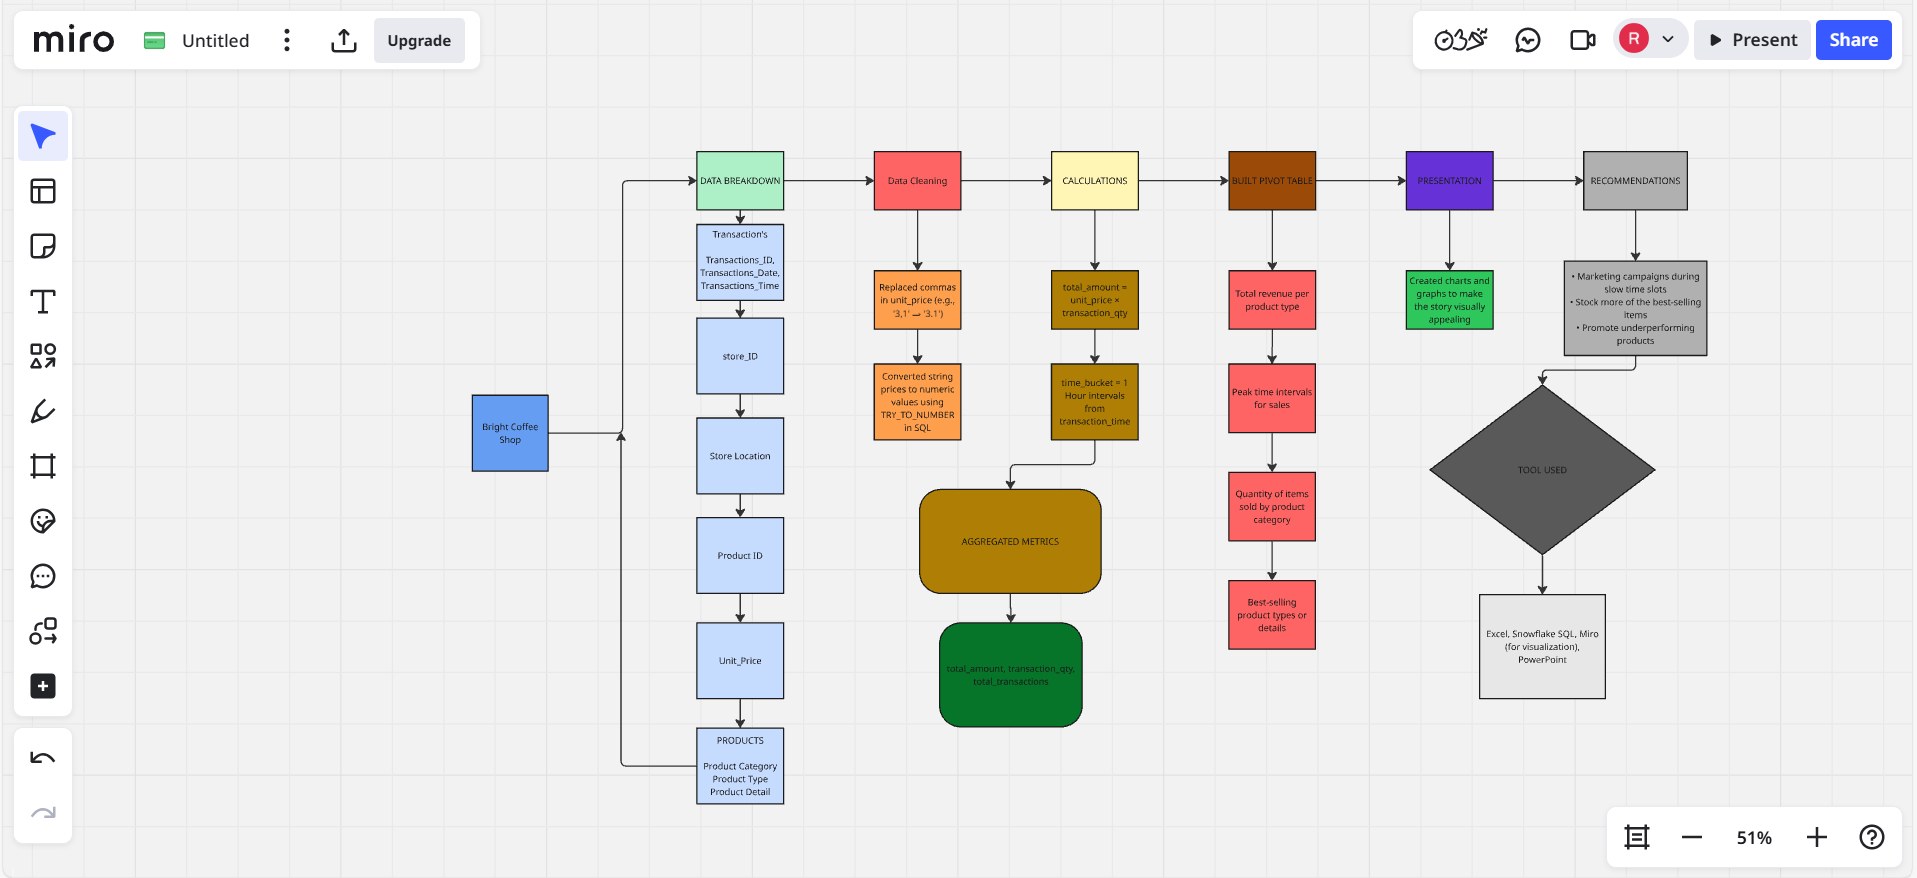 miro
Untitled
Upgrade
R
Present
Share
DATA BREAKDOWN
Data Cleaning
CALCULATIONS
BUILT PIVOT TABLE
PRESENTATION
RECOMMENDATIONS
Transaction's
Transactions_ID,
Transactions_Date,
Transactions_Time
store_ID
Store Location
Product ID
Unit_Price
PRODUCTS
Product Category
Product Type
Product Detail
Bright Coffee
Shop
Replaced commas
in unit_price (e.g.,
'3,1' → '3.1')
Converted string
prices to numeric
values using
TRY_TO_NUMBER
in SQL
total_amount =
unit_price ×
transaction_qty
time_bucket = 1
Hour intervals
from
transaction_time
AGGREGATED METRICS
total_amount, transaction_qty,
total_transactions
Total revenue per
product type
Peak time intervals
for sales
Quantity of items
sold by product
category
Best-selling
product types or
details
Created charts and
graphs to make
the story visually
appealing
• Marketing campaigns during
slow time slots
• Stock more of the best-selling
items
• Promote underperforming
products
TOOL USED
Excel, Snowflake SQL, Miro
(for visualization),
PowerPoint
51%